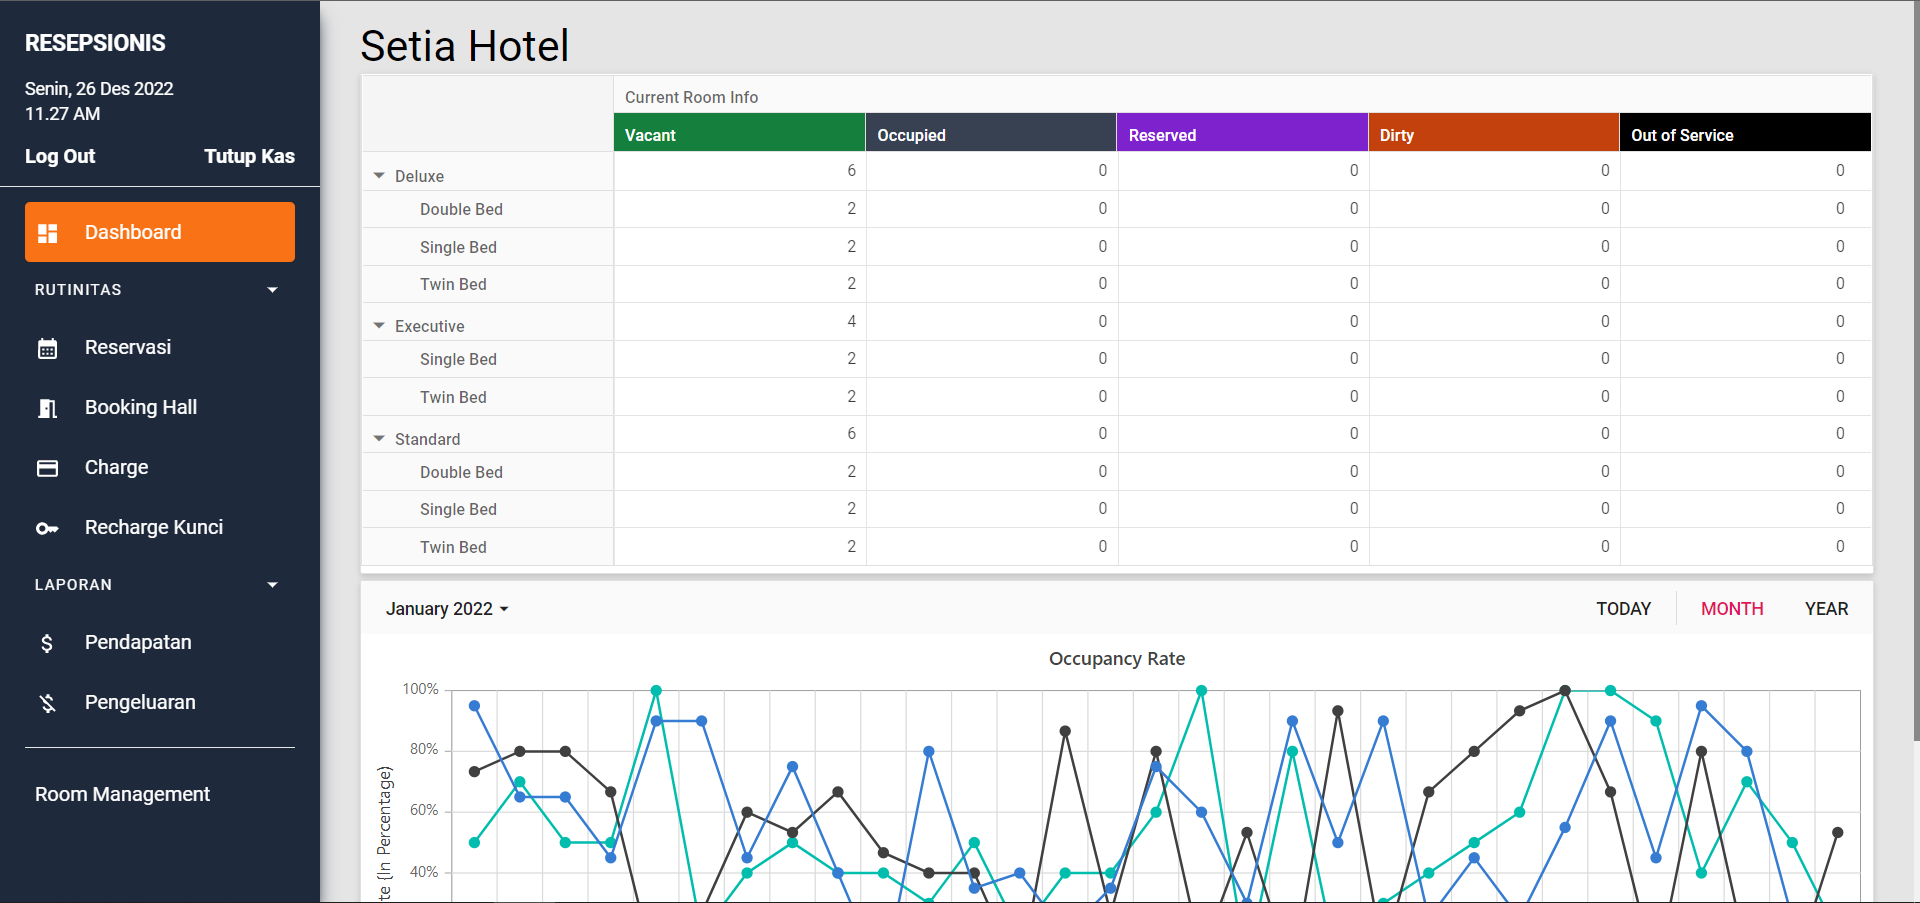 RESEPSIONIS
Senin, 26 Des 2022
11.27 AM
Log Out Tutup Kas
Dashboard
RUTINITAS
Reservasi
Booking Hall
Charge
Recharge Kunci
LAPORAN
Pendapatan
Pengeluaran
Room Management
Setia Hotel
Current Room Info
Vacant Occupied Reserved Dirty Out of Service
Deluxe 6 0 0 0 0
Double Bed 2 0 0 0 0
Single Bed 2 0 0 0 0
Twin Bed 2 0 0 0 0
Executive 4 0 0 0 0
Single Bed 2 0 0 0 0
Twin Bed 2 0 0 0 0
Standard 6 0 0 0 0
Double Bed 2 0 0 0 0
Single Bed 2 0 0 0 0
Twin Bed 2 0 0 0 0
January 2022 TODAY MONTH YEAR
Occupancy Rate
100%
80%
60%
40%
te (In Percentage)